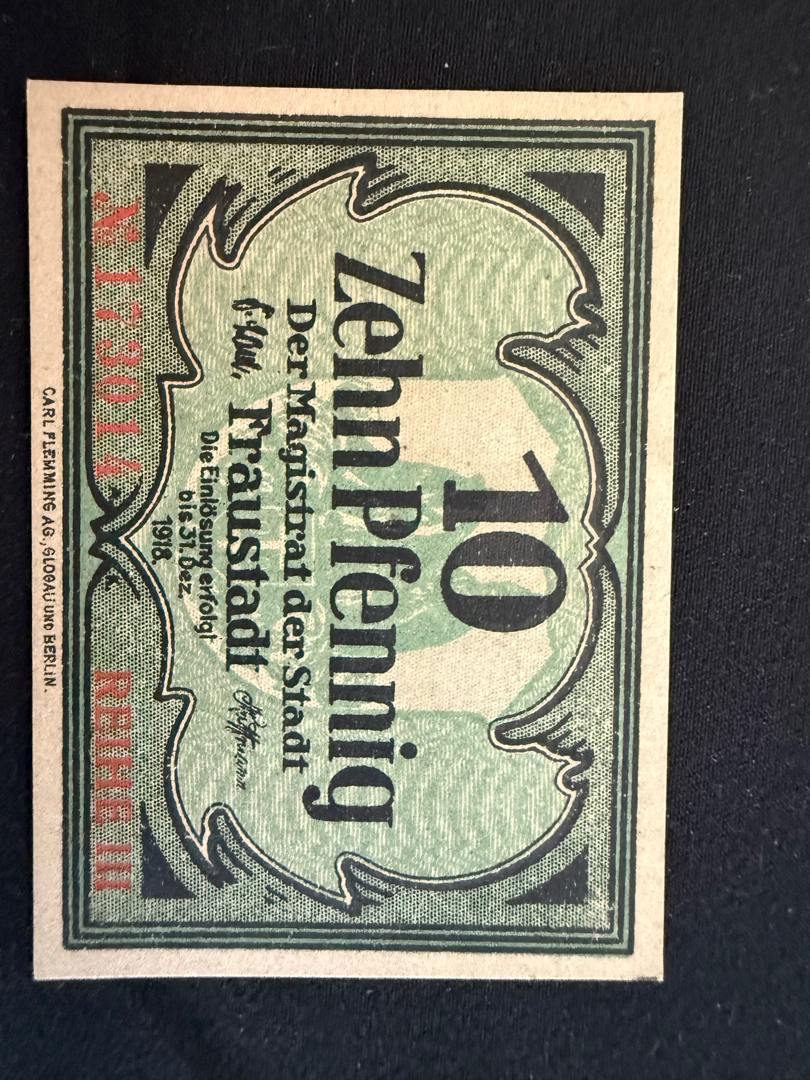 10
Zehn Pfennig
Der Magistrat der Stadt
Fraustadt
Die Einlösung erfolgt
bis 31. Dez.
1918.
№ 173014 REIHE III
CARL FLEMMING AG., GLOGAU UND BERLIN.